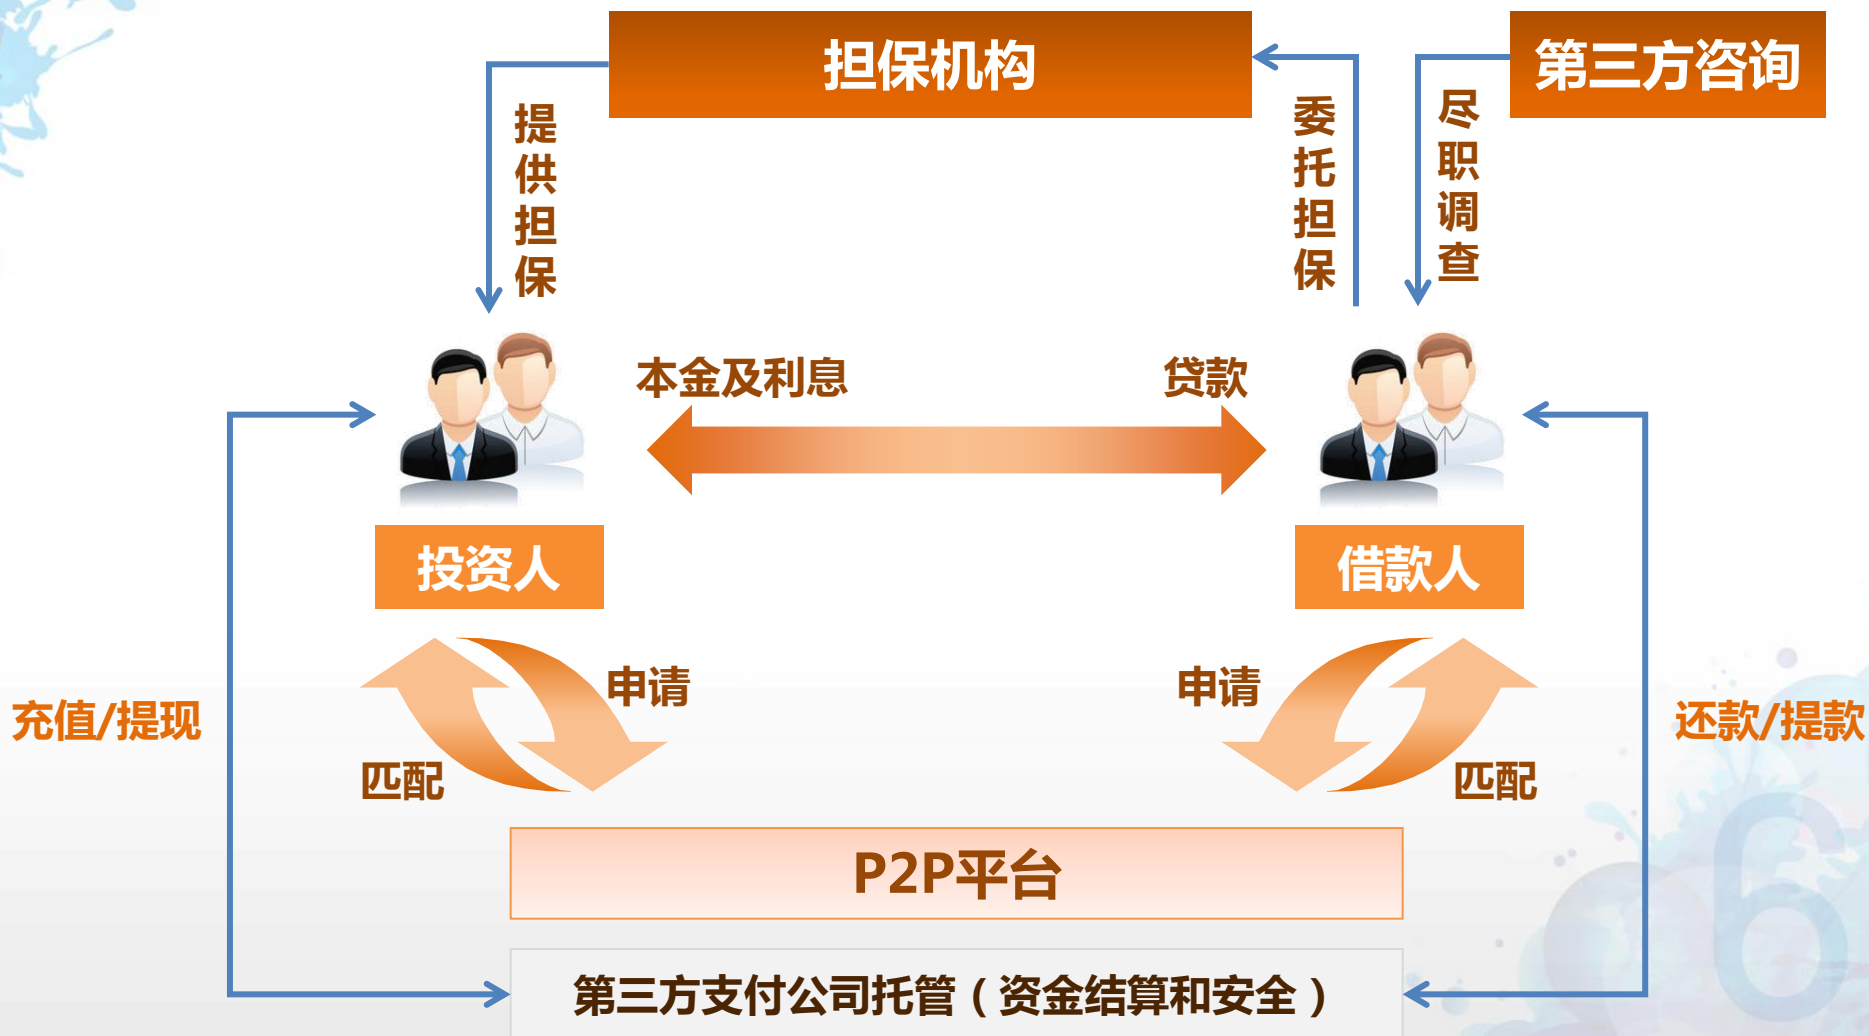 担保机构
第三方咨询
提供担保
委托担保
尽职调查
本金及利息
贷款
投资人
借款人
申请
申请
充值/提现
还款/提款
匹配
匹配
P2P平台
第三方支付公司托管（资金结算和安全）
6